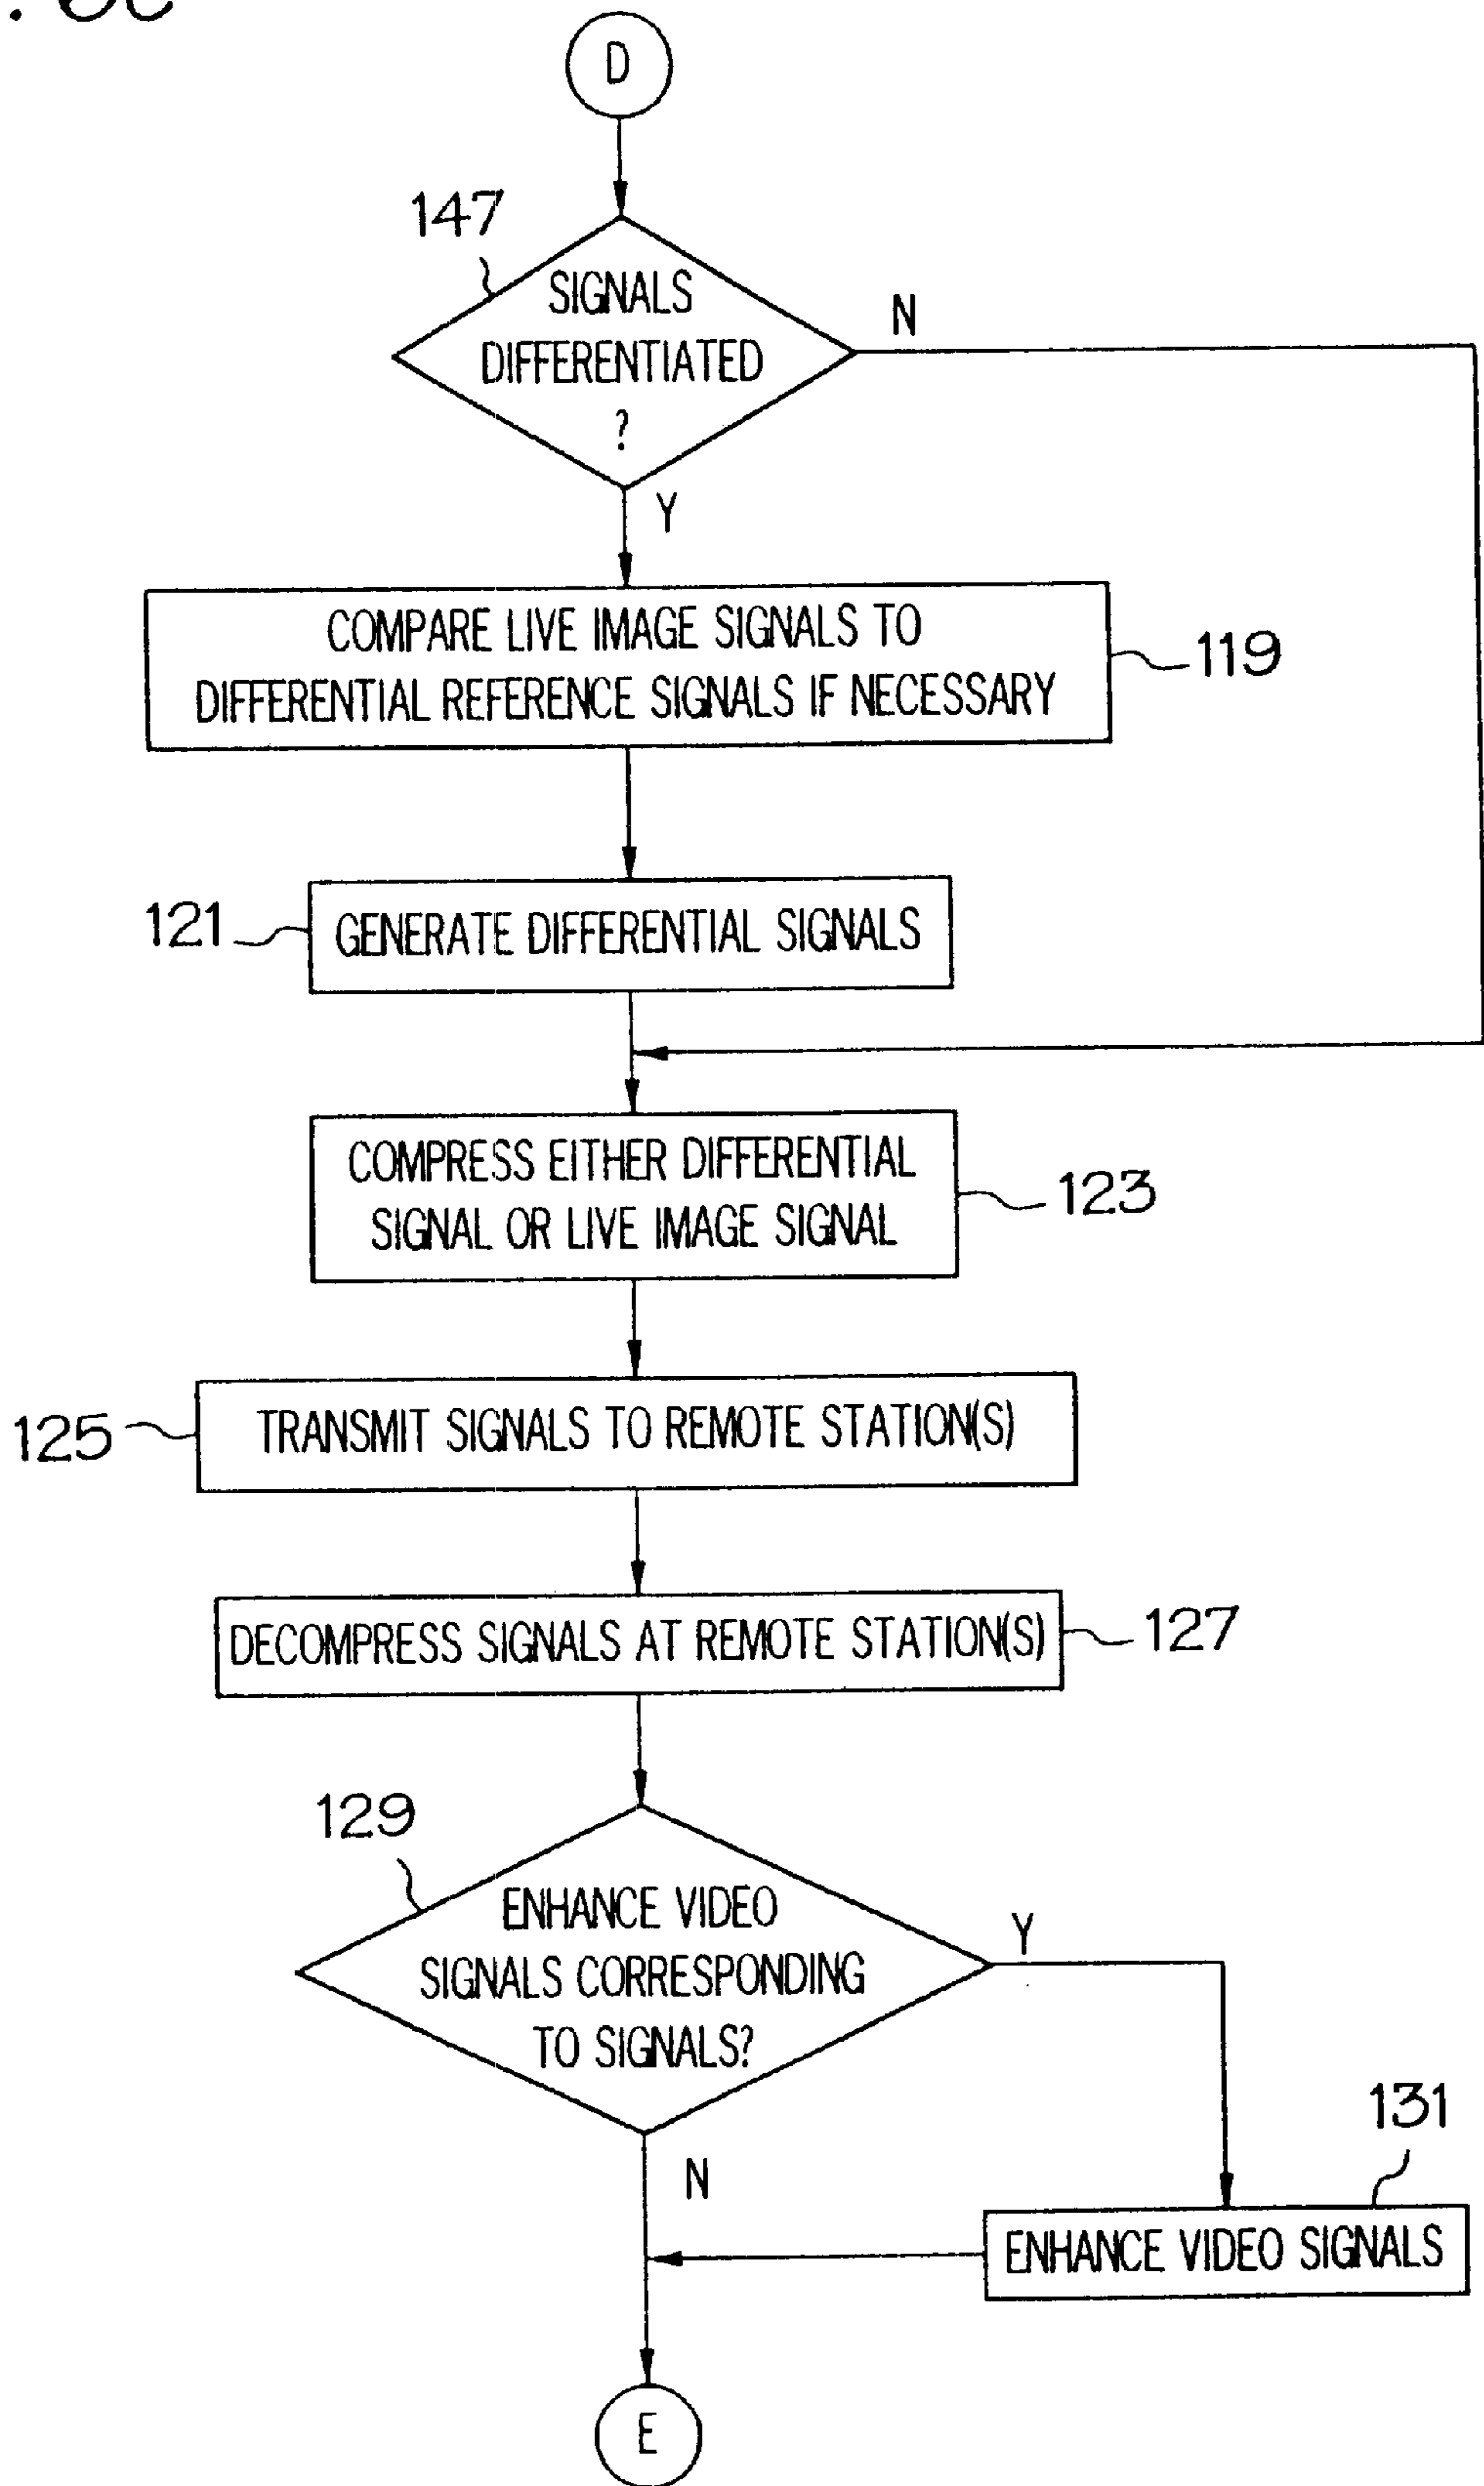 D
147
SIGNALS
DIFFERENTIATED
?
N
Y
COMPARE LIVE IMAGE SIGNALS TO
DIFFERENTIAL REFERENCE SIGNALS IF NECESSARY
119
121
GENERATE DIFFERENTIAL SIGNALS
COMPRESS EITHER DIFFERENTIAL
SIGNAL OR LIVE IMAGE SIGNAL
123
125
TRANSMIT SIGNALS TO REMOTE STATION(S)
DECOMPRESS SIGNALS AT REMOTE STATION(S)
127
129
ENHANCE VIDEO
SIGNALS CORRESPONDING
TO SIGNALS?
Y
N
131
ENHANCE VIDEO SIGNALS
E